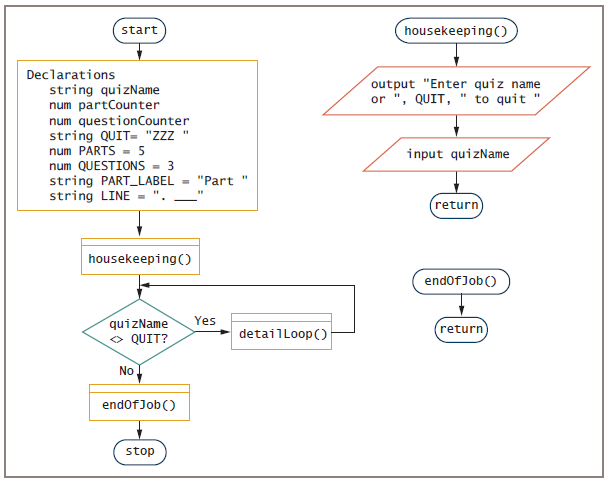 start
Declarations
string quizName
num partCounter
num questionCounter
string QUIT= "ZZZ "
num PARTS = 5
num QUESTIONS = 3
string PART_LABEL = "Part "
string LINE = ". ___"
housekeeping()
quizName
<> QUIT?
Yes
detailLoop()
No
endOfJob()
stop
housekeeping()
output "Enter quiz name
or ", QUIT, " to quit "
input quizName
return
endOfJob()
return